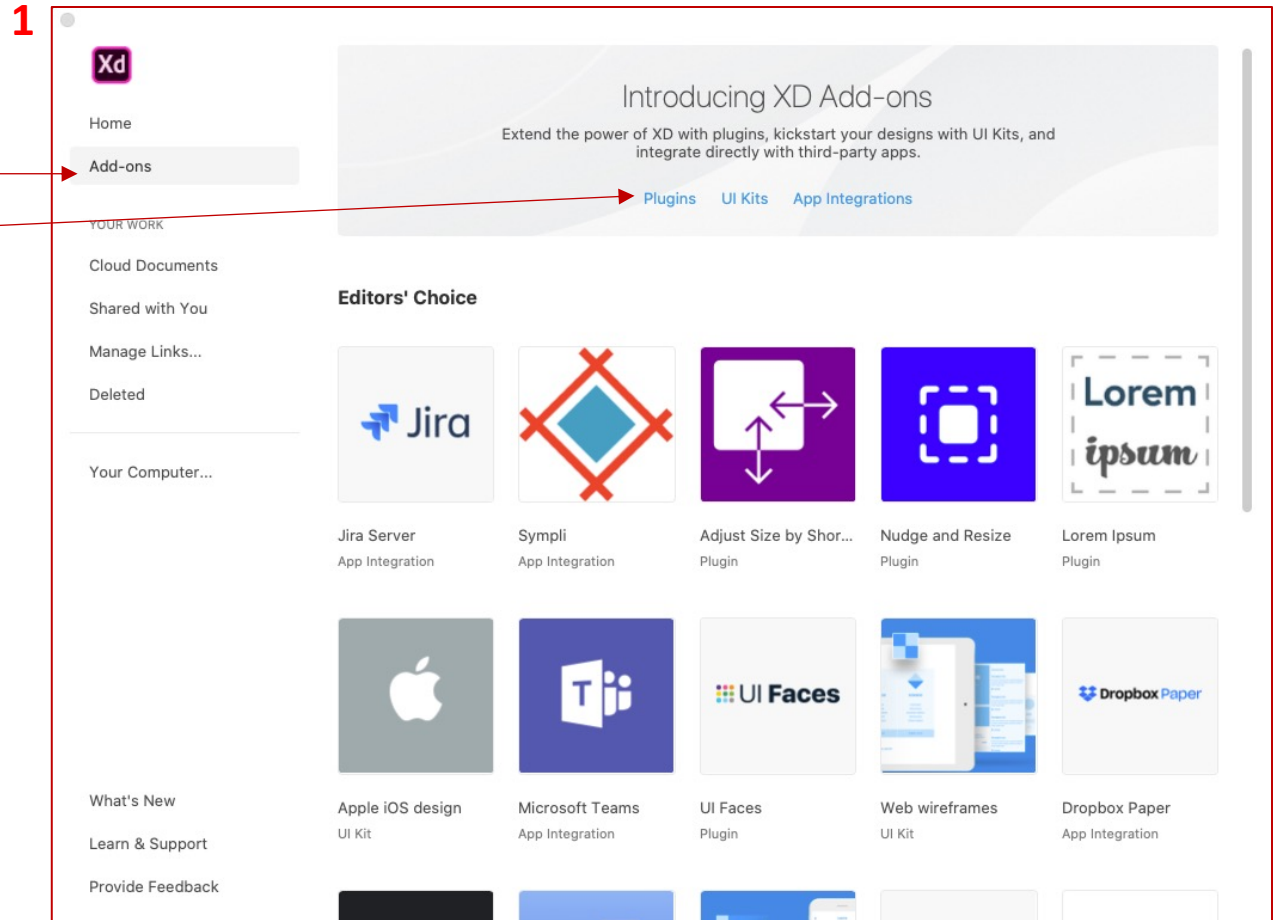 1
Xd
Home
Add-ons
YOUR WORK
Cloud Documents
Shared with You
Manage Links...
Deleted
Your Computer...
What's New
Learn & Support
Provide Feedback
Introducing XD Add-ons
Extend the power of XD with plugins, kickstart your designs with UI Kits, and
integrate directly with third-party apps.
Plugins UI Kits App Integrations
Editors' Choice
Jira
Lorem
ipsum
Jira Server
App Integration
Sympli
App Integration
Adjust Size by Shor...
Plugin
Nudge and Resize
Plugin
Lorem Ipsum
Plugin
T
UI Faces
Dropbox Paper
Apple iOS design
UI Kit
Microsoft Teams
App Integration
UI Faces
Plugin
Web wireframes
UI Kit
Dropbox Paper
App Integration